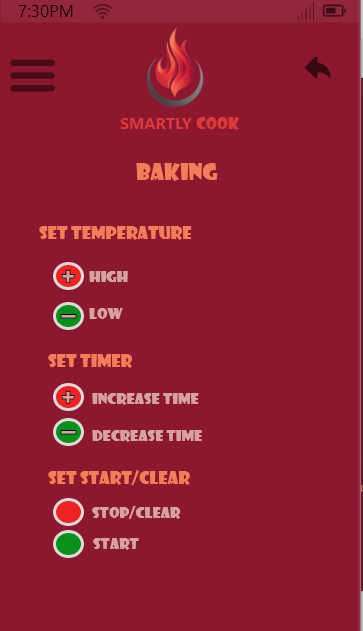 7:30PM
SMARTLY COOK
BAKING
SET TEMPERATURE
HIGH
LOW
SET TIMER
INCREASE TIME
DECREASE TIME
SET START/CLEAR
STOP/CLEAR
START